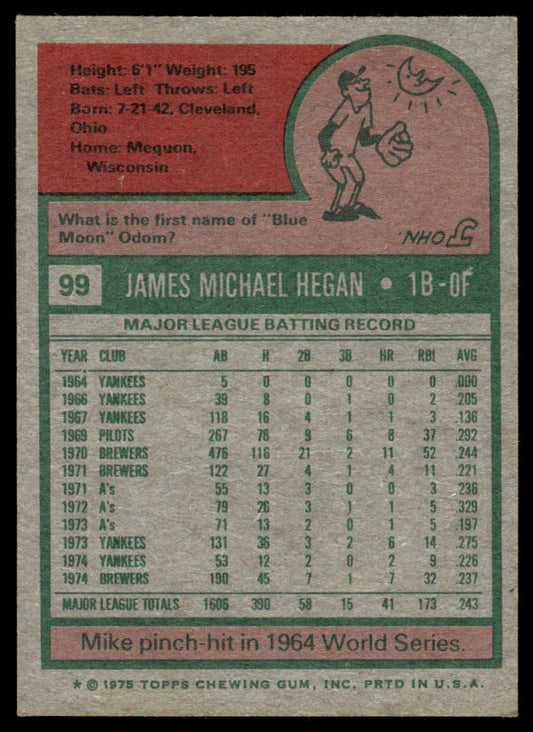 Height: 6'1" Weight: 195
Bats: Left Throws: Left
Born: 7-21-42, Cleveland,
Ohio
Home: Mequon,
Wisconsin
What is the first name of "Blue
Moon" Odom?
JOHN.
99 JAMES MICHAEL HEGAN • 1B-OF
MAJOR LEAGUE BATTING RECORD
YEAR CLUB AB H 2B 3B HR RBI AVG
1964 YANKEES 5 0 0 0 0 0 .000
1966 YANKEES 39 8 0 1 0 2 .205
1967 YANKEES 118 16 4 1 1 3 .136
1969 PILOTS 267 78 9 6 8 37 .292
1970 BREWERS 476 116 21 2 11 52 .244
1971 BREWERS 122 27 4 1 4 11 .221
1971 A's 55 13 3 0 0 3 .236
1972 A's 79 26 3 1 1 5 .329
1973 A's 71 13 2 0 1 5 .197
1973 YANKEES 131 36 3 2 6 14 .275
1974 YANKEES 53 12 2 0 2 9 .226
1974 BREWERS 190 45 7 1 7 32 .237
MAJOR LEAGUE TOTALS 1606 390 58 15 41 173 .243
Mike pinch-hit in 1964 World Series.
* © 1975 TOPPS CHEWING GUM, INC. PRTD IN U.S.A.